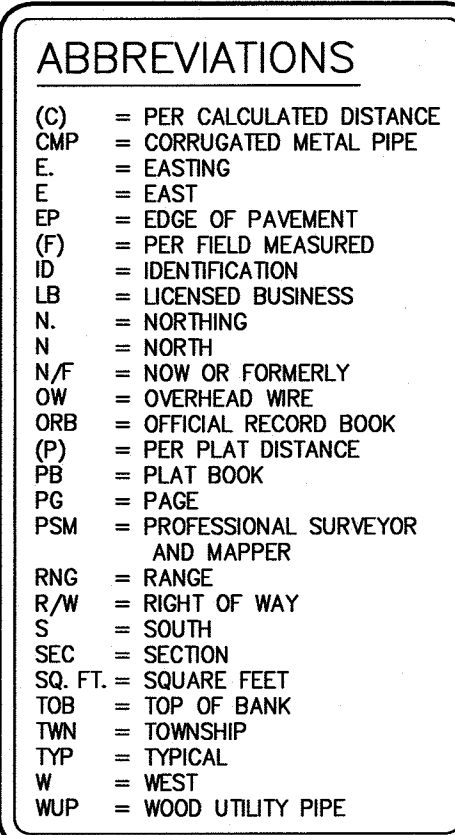 ABBREVIATIONS
(C) = PER CALCULATED DISTANCE
CMP = CORRUGATED METAL PIPE
E. = EASTING
E = EAST
EP = EDGE OF PAVEMENT
(F) = PER FIELD MEASURED
ID = IDENTIFICATION
LB = LICENSED BUSINESS
N. = NORTHING
N = NORTH
N/F = NOW OR FORMERLY
OW = OVERHEAD WIRE
ORB = OFFICIAL RECORD BOOK
(P) = PER PLAT DISTANCE
PB = PLAT BOOK
PG = PAGE
PSM = PROFESSIONAL SURVEYOR
AND MAPPER
RNG = RANGE
R/W = RIGHT OF WAY
S = SOUTH
SEC = SECTION
SQ. FT. = SQUARE FEET
TOB = TOP OF BANK
TWN = TOWNSHIP
TYP = TYPICAL
W = WEST
WUP = WOOD UTILITY PIPE